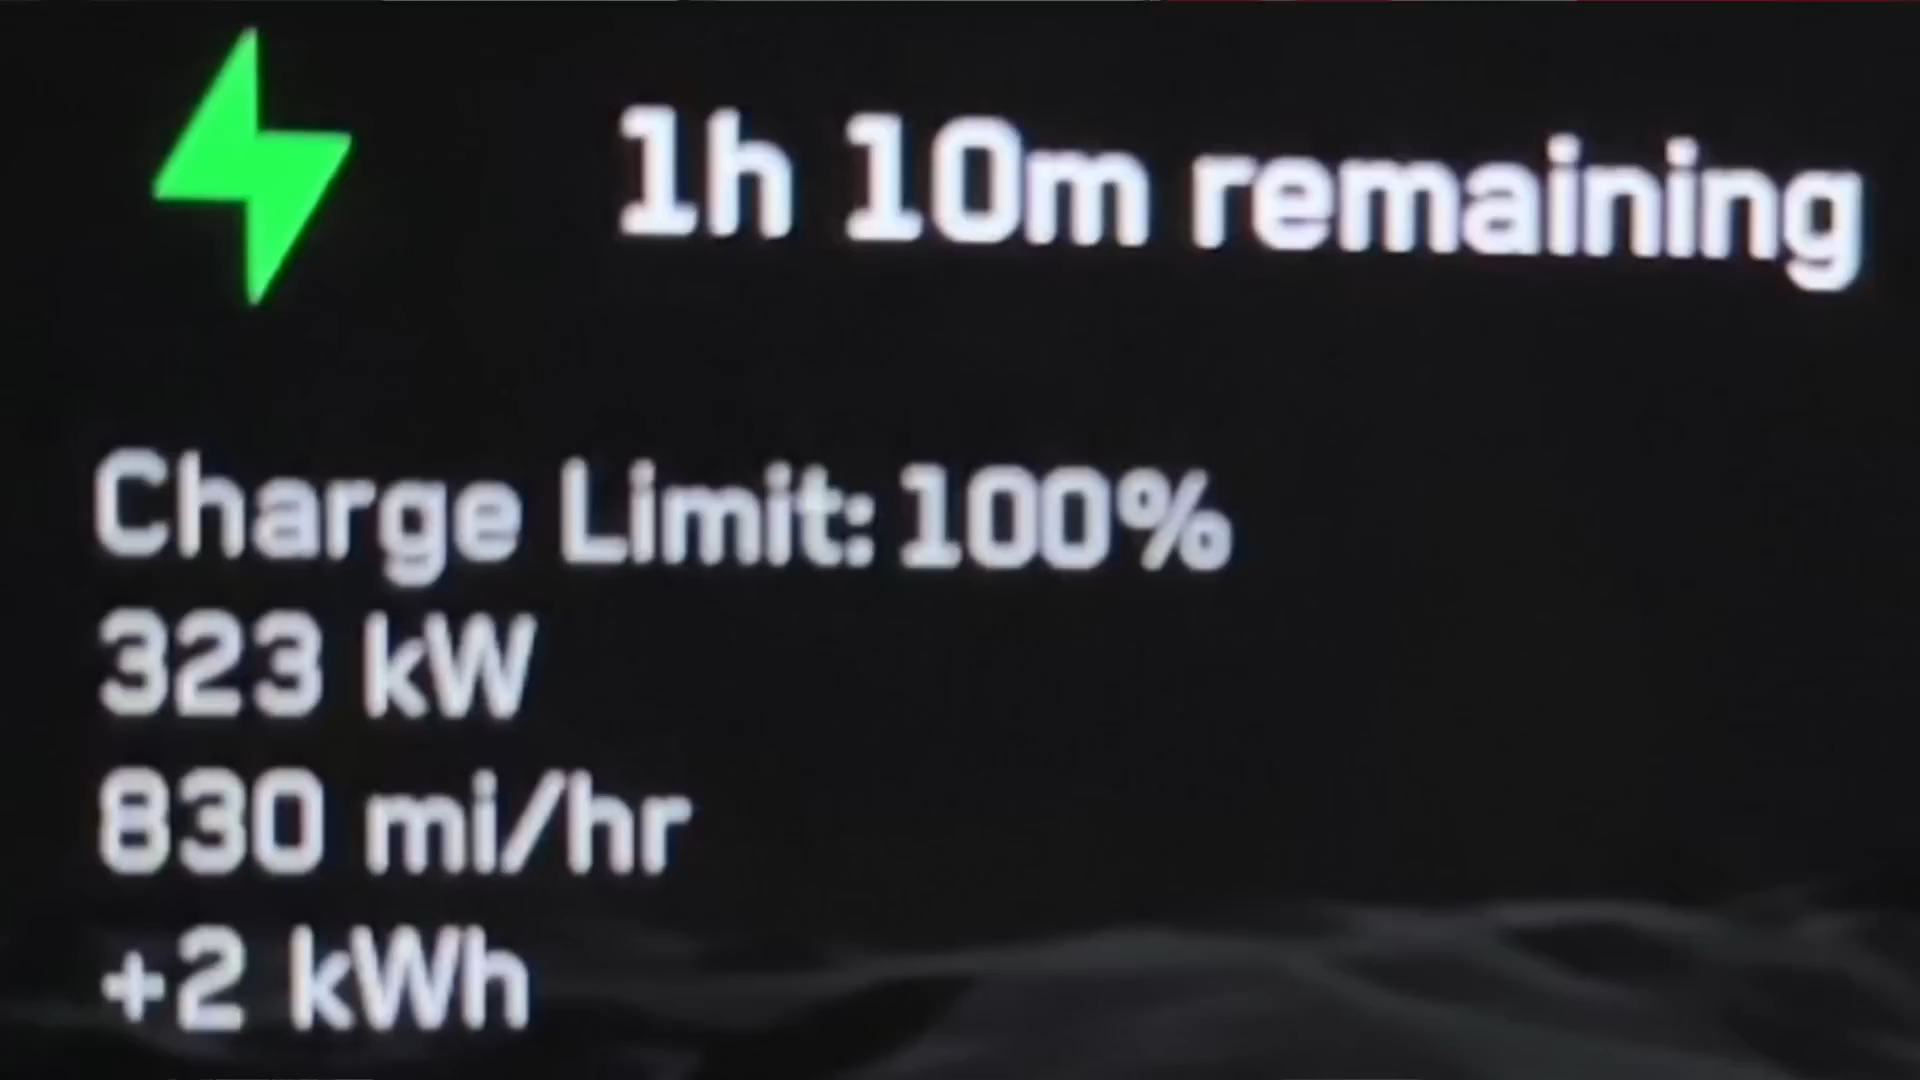 1h 10m remaining
Charge Limit: 100%
323 kW
830 mi/hr
+2 kWh